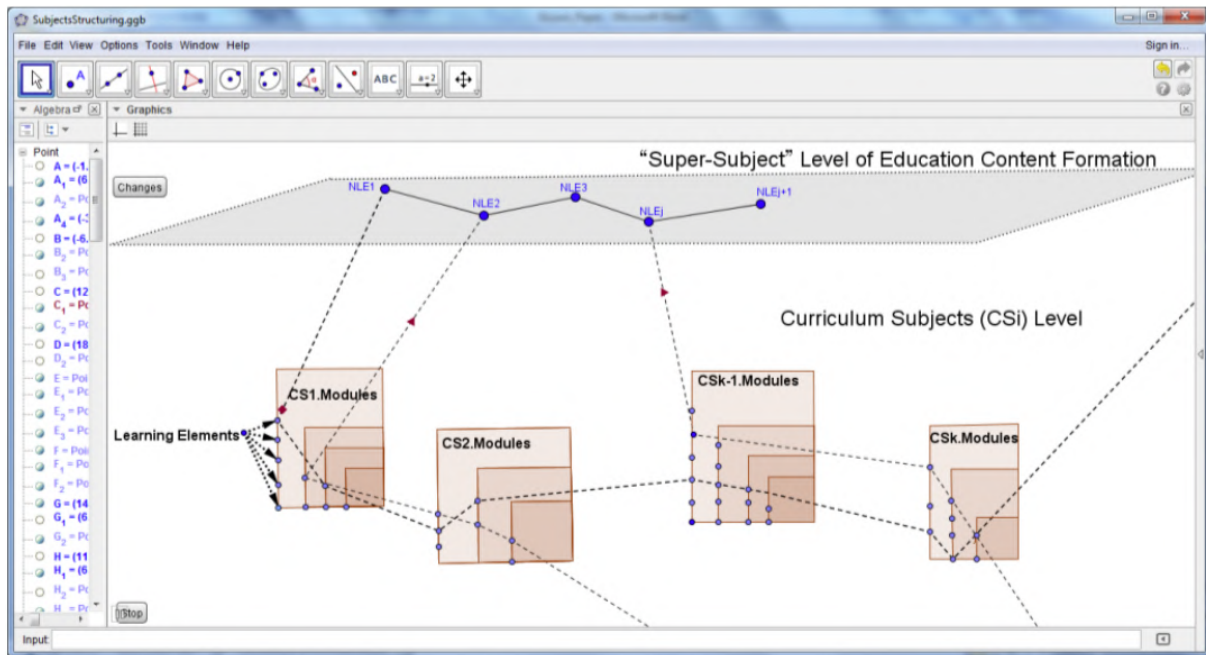 SubjectsStructuring.ggb
File Edit View Options Tools Window Help
Sign in...
A
ABC
a=2
Algebra
Graphics
Point
A = (-1.
A1 = (6
A2 = Po
A4 = (-3
B = (-6.
B2 = Po
B3 = Po
C = (12
C1 = Poi
C2 = Po
D = (18
D2 = Po
E = Poi
E1 = Po
E2 = Po
E3 = Po
F = Poi
F1 = Po
F2 = Po
G = (14
G1 = (6
G2 = Po
H = (11
H1 = (6
H2 = Po
Changes
“Super-Subject” Level of Education Content Formation
NLE1
NLE2
NLE3
NLEj
NLEj+1
Curriculum Subjects (CSi) Level
CS1.Modules
Learning Elements
CS2.Modules
CSk-1.Modules
CSk.Modules
Stop
Input: